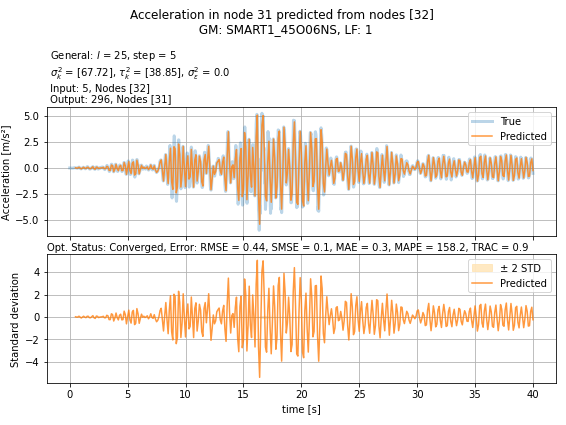 Acceleration in node 31 predicted from nodes [32]
GM: SMART1_45O06NS, LF: 1
General: l = 25, step = 5
σ²ₖ = [67.72], τ²ₖ = [38.85], σ²ε = 0.0
Input: 5, Nodes [32]
Output: 296, Nodes [31]
Acceleration [m/s²]
5.0
2.5
0.0
−2.5
−5.0
True
Predicted
Opt. Status: Converged, Error: RMSE = 0.44, SMSE = 0.1, MAE = 0.3, MAPE = 158.2, TRAC = 0.9
Standard deviation
4
2
0
−2
−4
± 2 STD
Predicted
0 5 10 15 20 25 30 35 40
time [s]